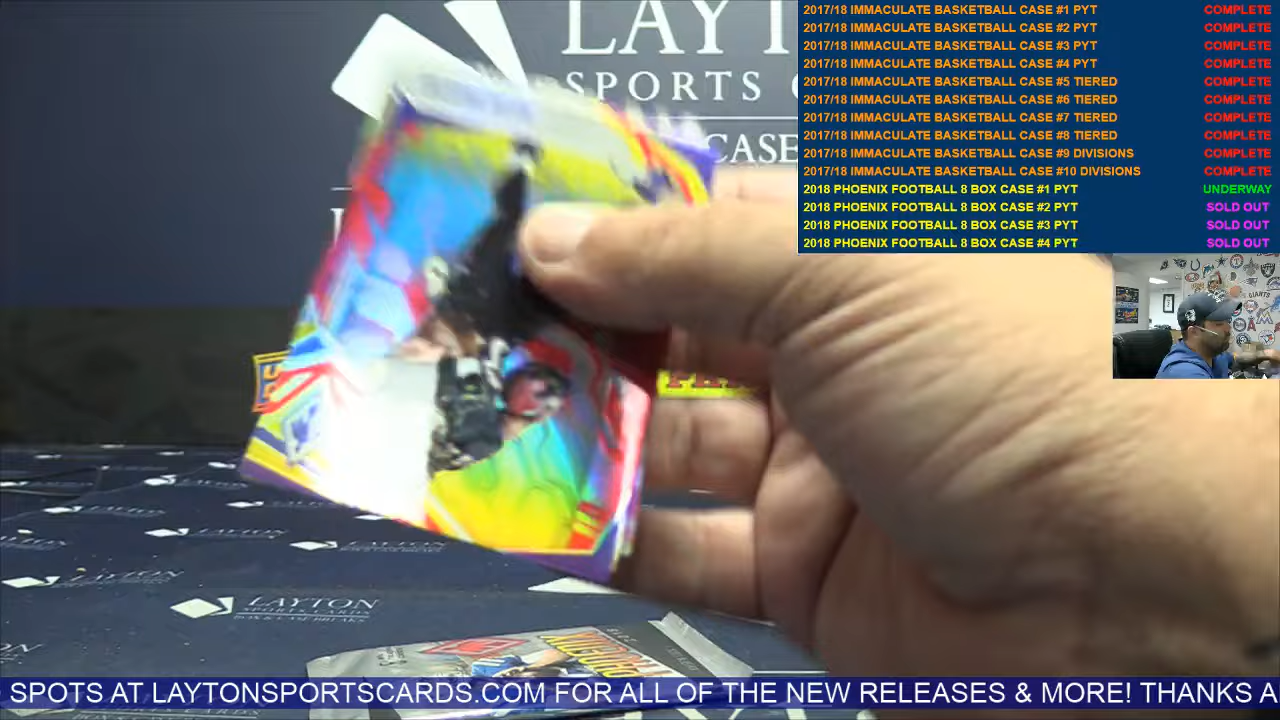 LAYT
SPORTS C
CASE
2017/18 IMMACULATE BASKETBALL CASE #1 PYT COMPLETE
2017/18 IMMACULATE BASKETBALL CASE #2 PYT COMPLETE
2017/18 IMMACULATE BASKETBALL CASE #3 PYT COMPLETE
2017/18 IMMACULATE BASKETBALL CASE #4 PYT COMPLETE
2017/18 IMMACULATE BASKETBALL CASE #5 TIERED COMPLETE
2017/18 IMMACULATE BASKETBALL CASE #6 TIERED COMPLETE
2017/18 IMMACULATE BASKETBALL CASE #7 TIERED COMPLETE
2017/18 IMMACULATE BASKETBALL CASE #8 TIERED COMPLETE
2017/18 IMMACULATE BASKETBALL CASE #9 DIVISIONS COMPLETE
2017/18 IMMACULATE BASKETBALL CASE #10 DIVISIONS COMPLETE
2018 PHOENIX FOOTBALL 8 BOX CASE #1 PYT UNDERWAY
2018 PHOENIX FOOTBALL 8 BOX CASE #2 PYT SOLD OUT
2018 PHOENIX FOOTBALL 8 BOX CASE #3 PYT SOLD OUT
2018 PHOENIX FOOTBALL 8 BOX CASE #4 PYT SOLD OUT
GIANTS
LAYTON
SPORTS CARDS
BOX & CASE BREAKS
PHOENIX
SPOTS AT LAYTONSPORTSCARDS.COM FOR ALL OF THE NEW RELEASES & MORE! THANKS A